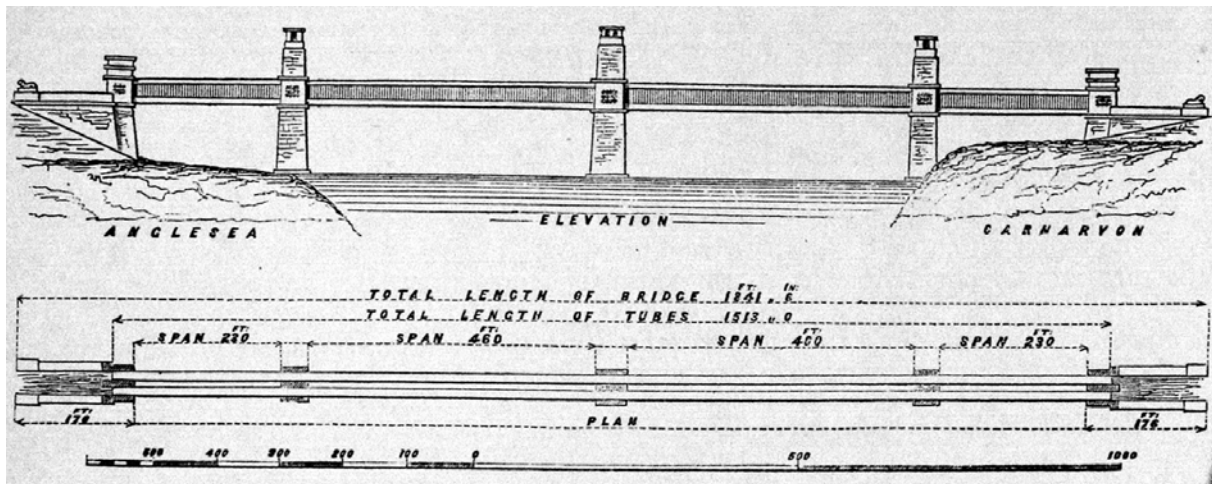 ANGLESEA ELEVATION CARNARVON
FT: IN:
TOTAL LENGTH OF BRIDGE 1841 " 6
TOTAL LENGTH OF TUBES 1513 " 0
FT: FT: FT: FT:
SPAN 230 SPAN 460 SPAN 460 SPAN 230
FT: FT:
PLAN 176
500 400 300 200 100 0 500 1000